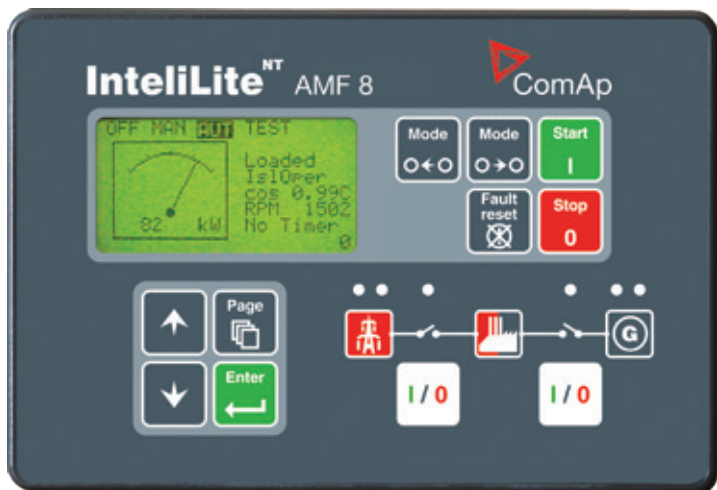 InteliLite NT AMF 8
ComAp
OFF MAN AUT TEST
Loaded
IslOper
cos 0.99C
RPM 1502
No Timer
0
82 kW
Mode
Mode
Start
I
Fault
reset
Stop
0
Page
Enter
G
I/0
I/0